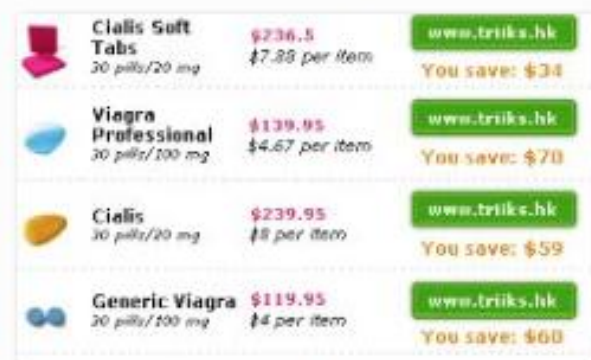 Cialis Soft
Tabs
30 pills/20 mg
$236.5
$7.88 per item
www.triiks.hk
You save: $34
Viagra
Professional
30 pills/100 mg
$139.95
$4.67 per item
www.triiks.hk
You save: $70
Cialis
30 pills/20 mg
$239.95
$8 per item
www.triiks.hk
You save: $59
Generic Viagra
30 pills/100 mg
$119.95
$4 per item
www.triiks.hk
You save: $60